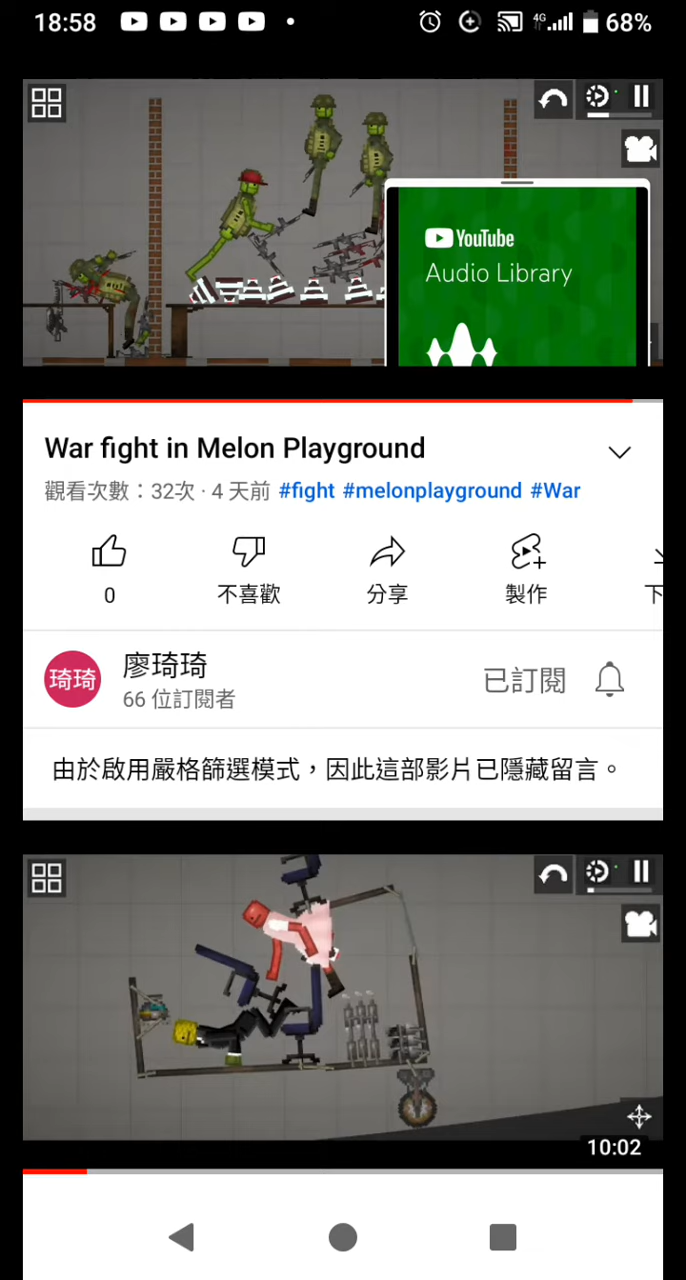 18:58
4G
68%
YouTube
Audio Library
War fight in Melon Playground
觀看次數：32次 · 4 天前 #fight #melonplayground #War
0
不喜歡
分享
製作
下
琦琦
廖琦琦
66 位訂閱者
已訂閱
由於啟用嚴格篩選模式，因此這部影片已隱藏留言。
10:02